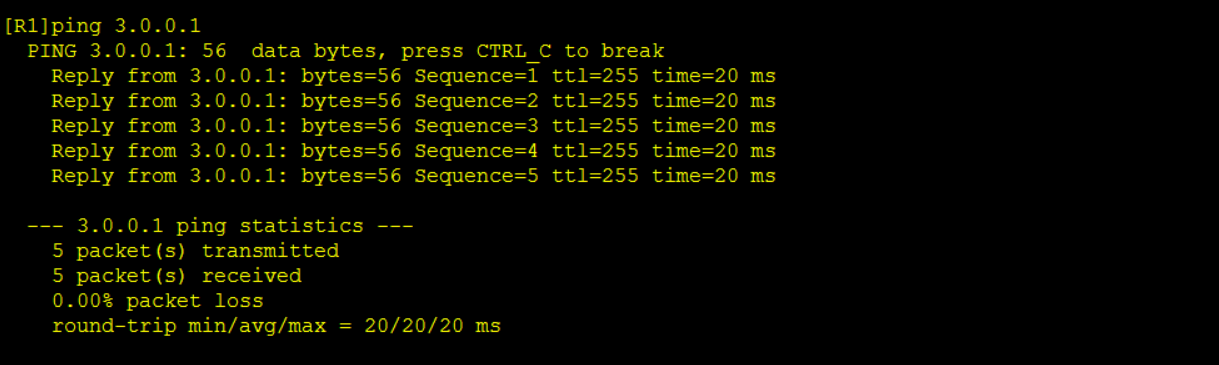 [R1]ping 3.0.0.1
PING 3.0.0.1: 56  data bytes, press CTRL_C to break
Reply from 3.0.0.1: bytes=56 Sequence=1 ttl=255 time=20 ms
Reply from 3.0.0.1: bytes=56 Sequence=2 ttl=255 time=20 ms
Reply from 3.0.0.1: bytes=56 Sequence=3 ttl=255 time=20 ms
Reply from 3.0.0.1: bytes=56 Sequence=4 ttl=255 time=20 ms
Reply from 3.0.0.1: bytes=56 Sequence=5 ttl=255 time=20 ms
--- 3.0.0.1 ping statistics ---
5 packet(s) transmitted
5 packet(s) received
0.00% packet loss
round-trip min/avg/max = 20/20/20 ms